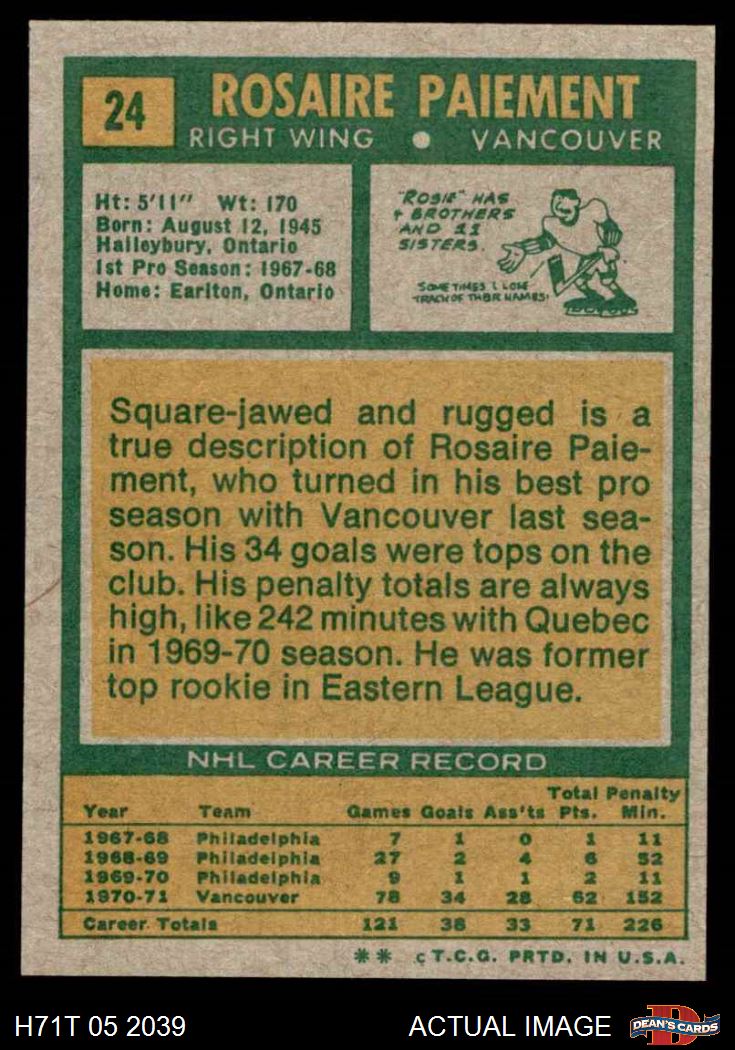 24
ROSAIRE PAIEMENT
RIGHT WING • VANCOUVER
Ht: 5'11" Wt: 170
Born: August 12, 1945
Haileybury, Ontario
1st Pro Season: 1967-68
Home: Earlton, Ontario
"ROSIE" HAS
4 BROTHERS
AND 11
SISTERS.
SOMETIMES I LOSE
TRACK OF THEIR NAMES!
Square-jawed and rugged is a
true description of Rosaire Paie-
ment, who turned in his best pro
season with Vancouver last sea-
son. His 34 goals were tops on the
club. His penalty totals are always
high, like 242 minutes with Quebec
in 1969-70 season. He was former
top rookie in Eastern League.
NHL CAREER RECORD
Total Penalty
Year Team Games Goals Ass'ts Pts. Min.
1967-68 Philadelphia 7 1 0 1 11
1968-69 Philadelphia 27 2 4 6 52
1969-70 Philadelphia 9 1 1 2 11
1970-71 Vancouver 78 34 28 62 152
Career Totals 121 38 33 71 226
** c T.C.G. PRTD. IN U.S.A.
H71T 05 2039
ACTUAL IMAGE
D
DEAN'S CARDS